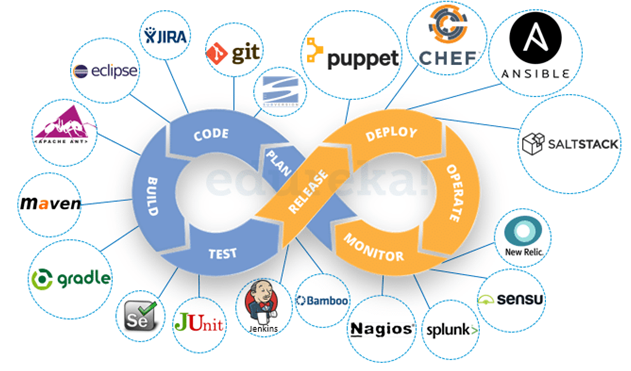 JIRA
git
puppet
CHEF
ANSIBLE
eclipse
CODE
DEPLOY
APACHE ANT
PLAN
SALTSTACK
edureka!
BUILD
RELEASE
OPERATE
maven
TEST
MONITOR
New Relic.
gradle
Se
JUnit
Jenkins
Bamboo
Nagios
splunk>
sensu